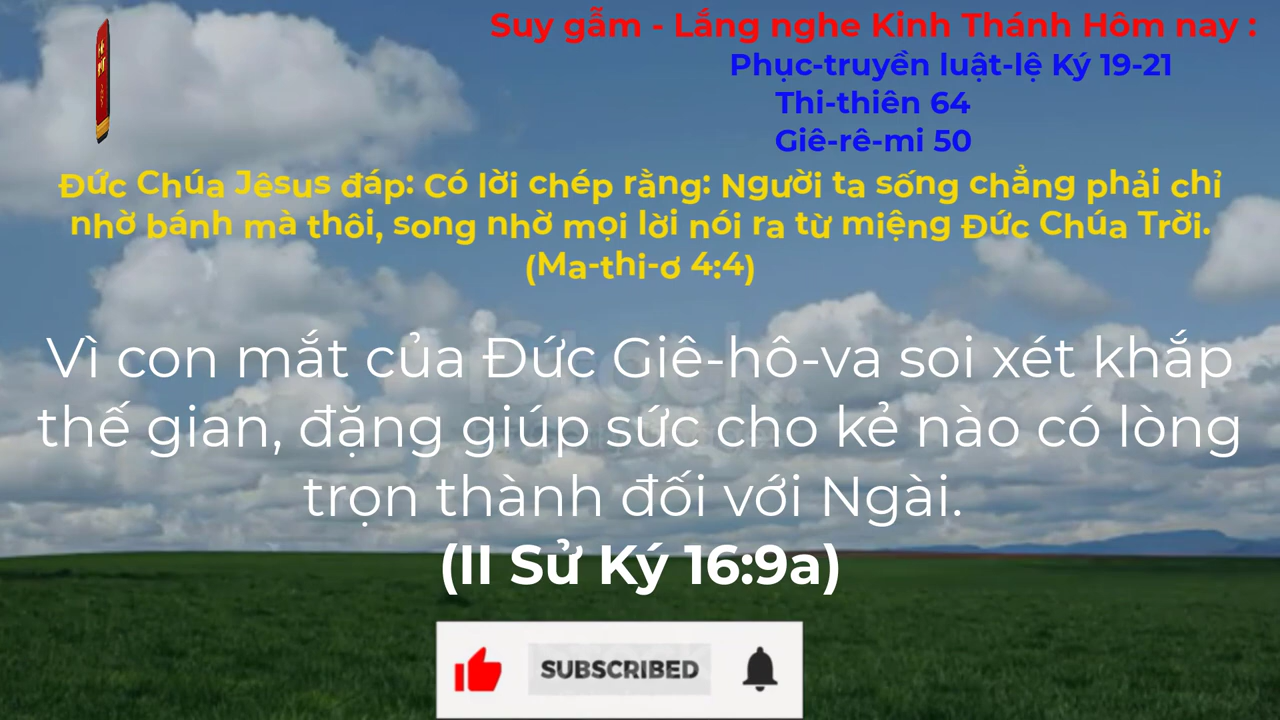 Suy gẫm - Lắng nghe Kinh Thánh Hôm nay :
Phục-truyền luật-lệ Ký 19-21
Thi-thiên 64
Giê-rê-mi 50
Đức Chúa Jêsus đáp: Có lời chép rằng: Người ta sống chẳng phải chỉ
nhờ bánh mà thôi, song nhờ mọi lời nói ra từ miệng Đức Chúa Trời.
(Ma-thi-ơ 4:4)
Vì con mắt của Đức Giê-hô-va soi xét khắp
thế gian, đặng giúp sức cho kẻ nào có lòng
trọn thành đối với Ngài.
(II Sử Ký 16:9a)
SUBSCRIBED